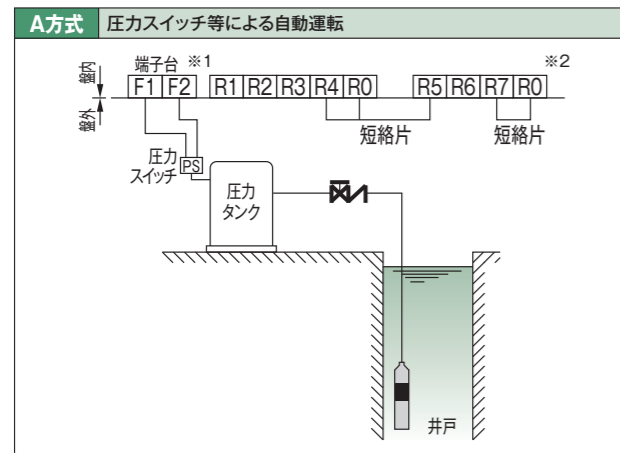 A方式 圧力スイッチ等による自動運転
端子台 ※1 ※2
盤内
F1 F2 R1 R2 R3 R4 R0 R5 R6 R7 R0
盤外
短絡片 短絡片
圧力
スイッチ
PS
圧力
タンク
井戸